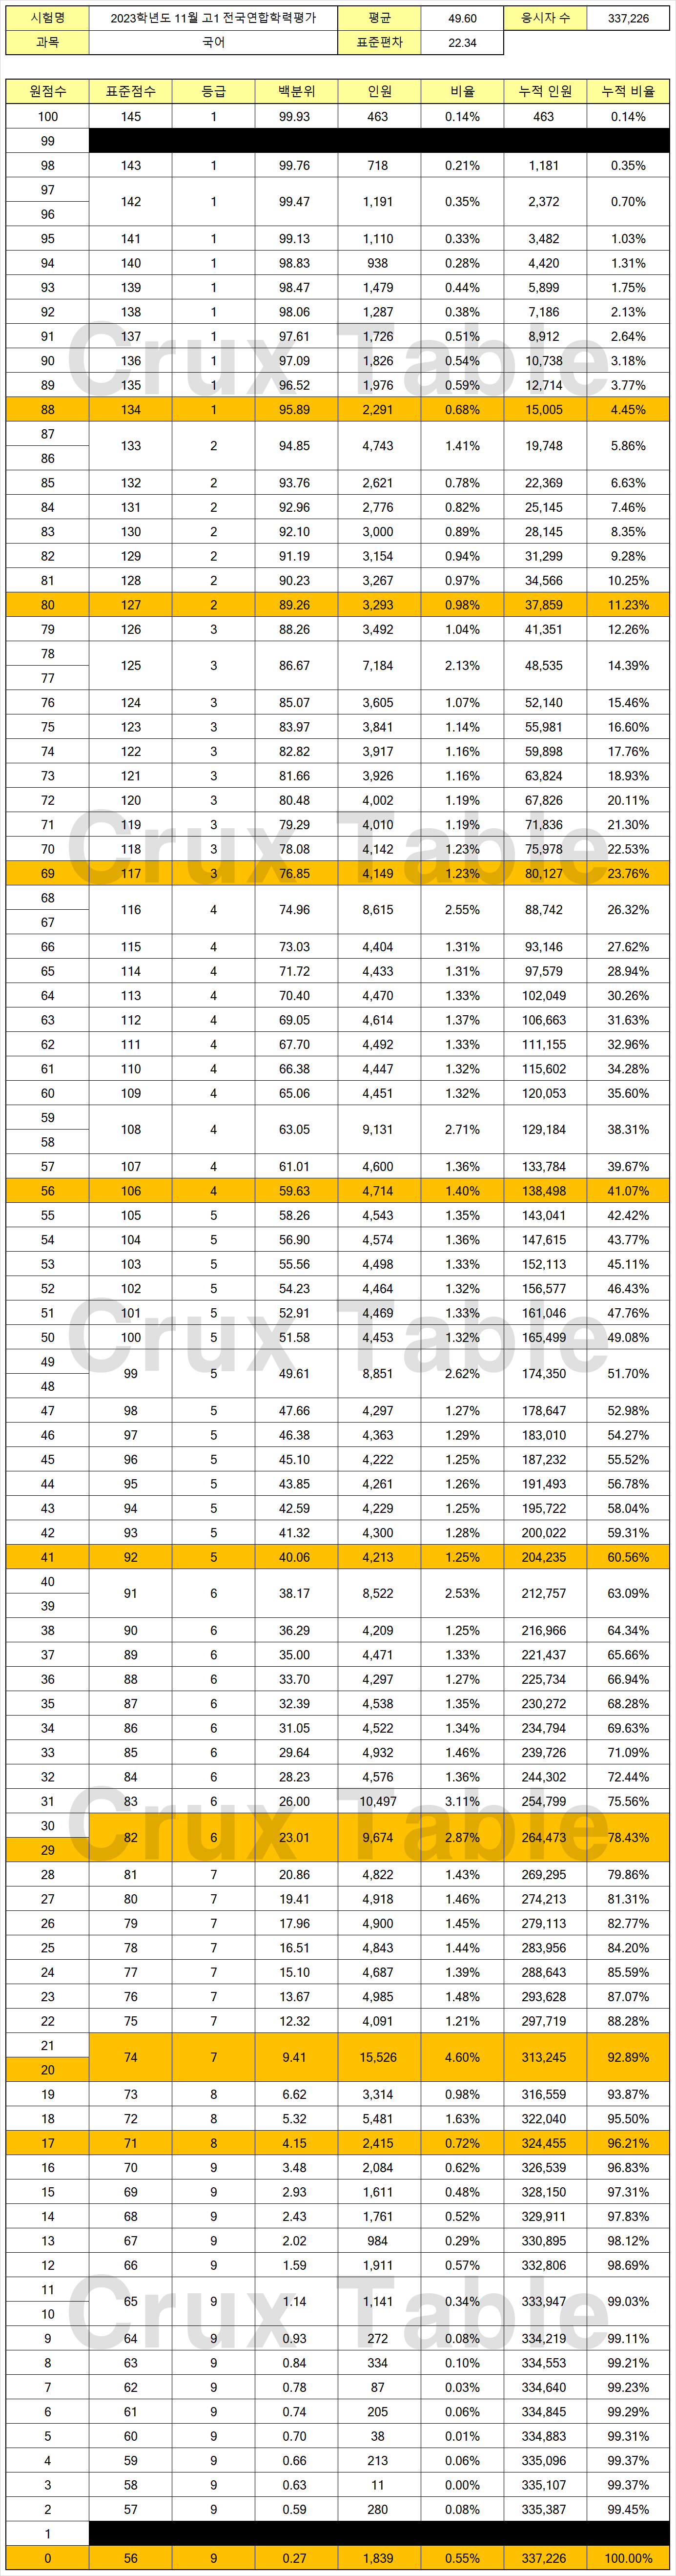 시험명 2023학년도 11월 고1 전국연합학력평가 평균 49.60 응시자 수 337,226
과목 국어 표준편차 22.34
원점수 표준점수 등급 백분위 인원 비율 누적 인원 누적 비율
100 145 1 99.93 463 0.14% 463 0.14%
99
98 143 1 99.76 718 0.21% 1,181 0.35%
97
142 1 99.47 1,191 0.35% 2,372 0.70%
96
95 141 1 99.13 1,110 0.33% 3,482 1.03%
94 140 1 98.83 938 0.28% 4,420 1.31%
93 139 1 98.47 1,479 0.44% 5,899 1.75%
92 138 1 98.06 1,287 0.38% 7,186 2.13%
91 137 1 97.61 1,726 0.51% 8,912 2.64%
Crux Table
90 136 1 97.09 1,826 0.54% 10,738 3.18%
89 135 1 96.52 1,976 0.59% 12,714 3.77%
88 134 1 95.89 2,291 0.68% 15,005 4.45%
87
133 2 94.85 4,743 1.41% 19,748 5.86%
86
85 132 2 93.76 2,621 0.78% 22,369 6.63%
84 131 2 92.96 2,776 0.82% 25,145 7.46%
83 130 2 92.10 3,000 0.89% 28,145 8.35%
82 129 2 91.19 3,154 0.94% 31,299 9.28%
81 128 2 90.23 3,267 0.97% 34,566 10.25%
80 127 2 89.26 3,293 0.98% 37,859 11.23%
79 126 3 88.26 3,492 1.04% 41,351 12.26%
78
125 3 86.67 7,184 2.13% 48,535 14.39%
77
76 124 3 85.07 3,605 1.07% 52,140 15.46%
75 123 3 83.97 3,841 1.14% 55,981 16.60%
74 122 3 82.82 3,917 1.16% 59,898 17.76%
73 121 3 81.66 3,926 1.16% 63,824 18.93%
72 120 3 80.48 4,002 1.19% 67,826 20.11%
71 119 3 79.29 4,010 1.19% 71,836 21.30%
Crux Table
70 118 3 78.08 4,142 1.23% 75,978 22.53%
69 117 3 76.85 4,149 1.23% 80,127 23.76%
68
116 4 74.96 8,615 2.55% 88,742 26.32%
67
66 115 4 73.03 4,404 1.31% 93,146 27.62%
65 114 4 71.72 4,433 1.31% 97,579 28.94%
64 113 4 70.40 4,470 1.33% 102,049 30.26%
63 112 4 69.05 4,614 1.37% 106,663 31.63%
62 111 4 67.70 4,492 1.33% 111,155 32.96%
61 110 4 66.38 4,447 1.32% 115,602 34.28%
60 109 4 65.06 4,451 1.32% 120,053 35.60%
59
108 4 63.05 9,131 2.71% 129,184 38.31%
58
57 107 4 61.01 4,600 1.36% 133,784 39.67%
56 106 4 59.63 4,714 1.40% 138,498 41.07%
55 105 5 58.26 4,543 1.35% 143,041 42.42%
54 104 5 56.90 4,574 1.36% 147,615 43.77%
53 103 5 55.56 4,498 1.33% 152,113 45.11%
52 102 5 54.23 4,464 1.32% 156,577 46.43%
51 101 5 52.91 4,469 1.33% 161,046 47.76%
Crux Table
50 100 5 51.58 4,453 1.32% 165,499 49.08%
49
99 5 49.61 8,851 2.62% 174,350 51.70%
48
47 98 5 47.66 4,297 1.27% 178,647 52.98%
46 97 5 46.38 4,363 1.29% 183,010 54.27%
45 96 5 45.10 4,222 1.25% 187,232 55.52%
44 95 5 43.85 4,261 1.26% 191,493 56.78%
43 94 5 42.59 4,229 1.25% 195,722 58.04%
42 93 5 41.32 4,300 1.28% 200,022 59.31%
41 92 5 40.06 4,213 1.25% 204,235 60.56%
40
91 6 38.17 8,522 2.53% 212,757 63.09%
39
38 90 6 36.29 4,209 1.25% 216,966 64.34%
37 89 6 35.00 4,471 1.33% 221,437 65.66%
36 88 6 33.70 4,297 1.27% 225,734 66.94%
35 87 6 32.39 4,538 1.35% 230,272 68.28%
34 86 6 31.05 4,522 1.34% 234,794 69.63%
33 85 6 29.64 4,932 1.46% 239,726 71.09%
32 84 6 28.23 4,576 1.36% 244,302 72.44%
31 83 6 26.00 10,497 3.11% 254,799 75.56%
Crux Table
30
82 6 23.01 9,674 2.87% 264,473 78.43%
29
28 81 7 20.86 4,822 1.43% 269,295 79.86%
27 80 7 19.41 4,918 1.46% 274,213 81.31%
26 79 7 17.96 4,900 1.45% 279,113 82.77%
25 78 7 16.51 4,843 1.44% 283,956 84.20%
24 77 7 15.10 4,687 1.39% 288,643 85.59%
23 76 7 13.67 4,985 1.48% 293,628 87.07%
22 75 7 12.32 4,091 1.21% 297,719 88.28%
21
74 7 9.41 15,526 4.60% 313,245 92.89%
20
19 73 8 6.62 3,314 0.98% 316,559 93.87%
18 72 8 5.32 5,481 1.63% 322,040 95.50%
17 71 8 4.15 2,415 0.72% 324,455 96.21%
16 70 9 3.48 2,084 0.62% 326,539 96.83%
15 69 9 2.93 1,611 0.48% 328,150 97.31%
14 68 9 2.43 1,761 0.52% 329,911 97.83%
13 67 9 2.02 984 0.29% 330,895 98.12%
12 66 9 1.59 1,911 0.57% 332,806 98.69%
11
65 9 1.14 1,141 0.34% 333,947 99.03%
Crux Table
10
9 64 9 0.93 272 0.08% 334,219 99.11%
8 63 9 0.84 334 0.10% 334,553 99.21%
7 62 9 0.78 87 0.03% 334,640 99.23%
6 61 9 0.74 205 0.06% 334,845 99.29%
5 60 9 0.70 38 0.01% 334,883 99.31%
4 59 9 0.66 213 0.06% 335,096 99.37%
3 58 9 0.63 11 0.00% 335,107 99.37%
2 57 9 0.59 280 0.08% 335,387 99.45%
1
0 56 9 0.27 1,839 0.55% 337,226 100.00%